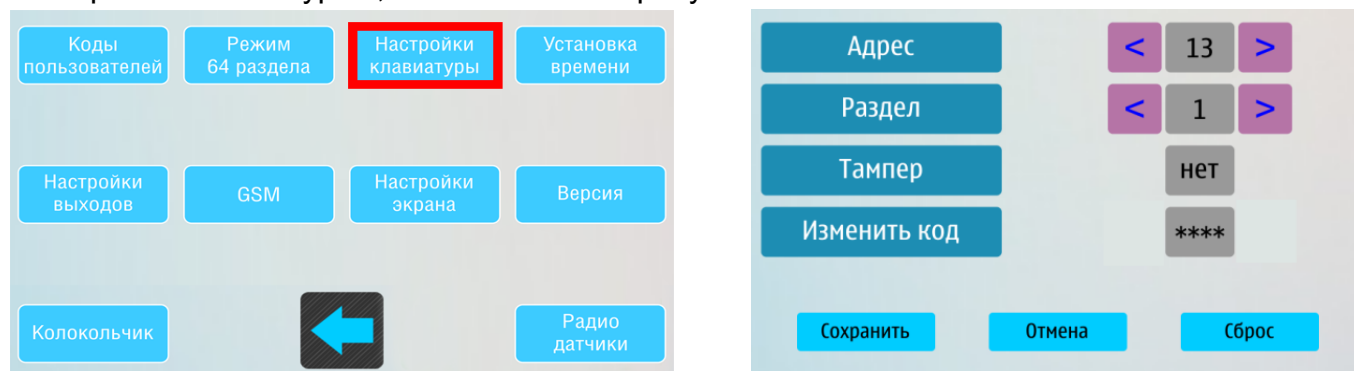 Коды
пользователей
Режим
64 раздела
Настройки
клавиатуры
Установка
времени
Настройки
выходов
GSM
Настройки
экрана
Версия
Колокольчик
Радио
датчики
Адрес < 13 >
Раздел < 1 >
Тампер нет
Изменить код ****
Сохранить Отмена Сброс